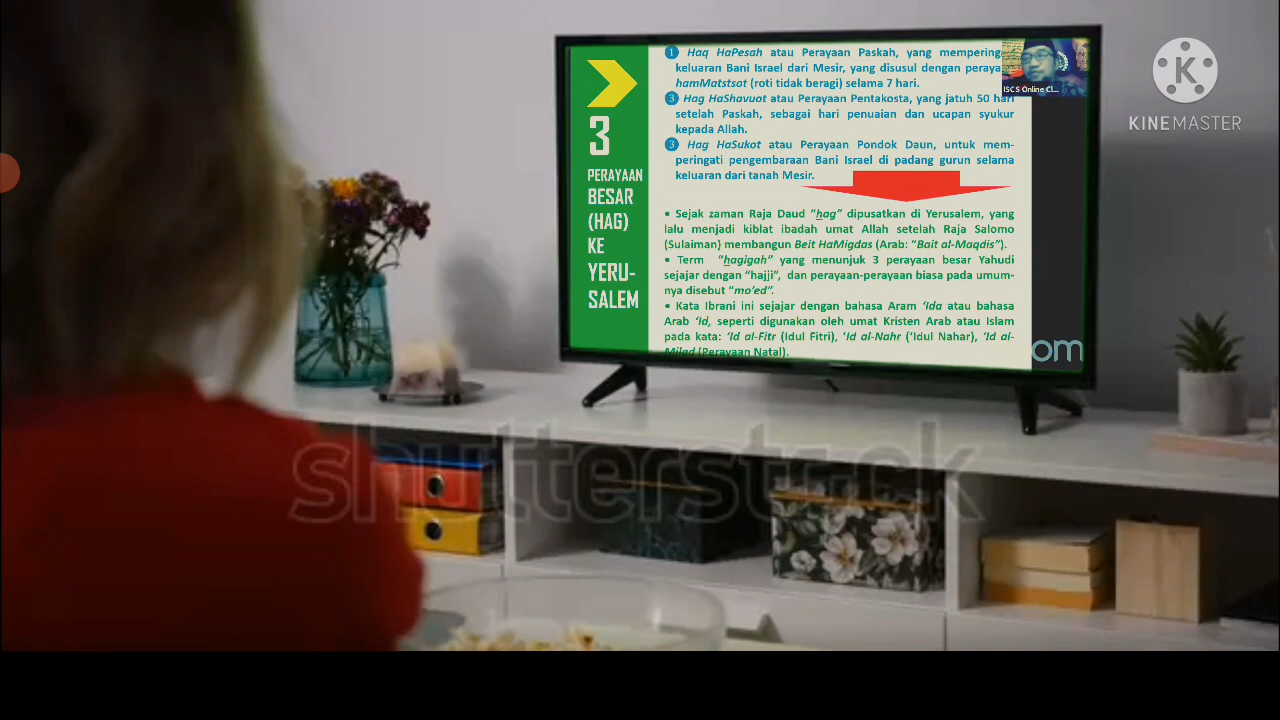 3
PERAYAAN
BESAR
(HAG)
KE
YERU-
SALEM
1 Haq HaPesah atau Perayaan Paskah, yang
keluaran Bani Israel dari Mesir, yang disusul dengan
hamMatstsot (roti tidak beragi) selama 7 hari.
3 Hag HaShavuot atau Perayaan Pentakosta, yang jatuh 50 hari
setelah Paskah, sebagai hari penuaian dan ucapan syukur
kepada Allah.
3 Hag HaSukot atau Perayaan Pondok Daun, untuk mem-
peringati pengembaraan Bani Israel di padang gurun selama
keluaran dari tanah Mesir.
• Sejak zaman Raja Daud “hag” dipusatkan di Yerusalem, yang
lalu menjadi kiblat ibadah umat Allah setelah Raja Salomo
(Sulaiman) membangun Beit HaMigdas (Arab: “Bait al-Maqdis”).
• Term “hagigah” yang menunjuk 3 perayaan besar Yahudi
sejajar dengan “hajji”, dan perayaan-perayaan biasa pada umum-
nya disebut “mo’ed”.
• Kata Ibrani ini sejajar dengan bahasa Aram ‘Ida atau bahasa
Arab ‘Id, seperti digunakan oleh umat Kristen Arab atau Islam
pada kata: ‘Id al-Fitr (Idul Fitri), ‘Id al-Nahr (‘Idul Nahar), ‘Id al-
Milad (Perayaan Natal).
ISCS Online Cl...
om
K
KINEMASTER
shutterstock